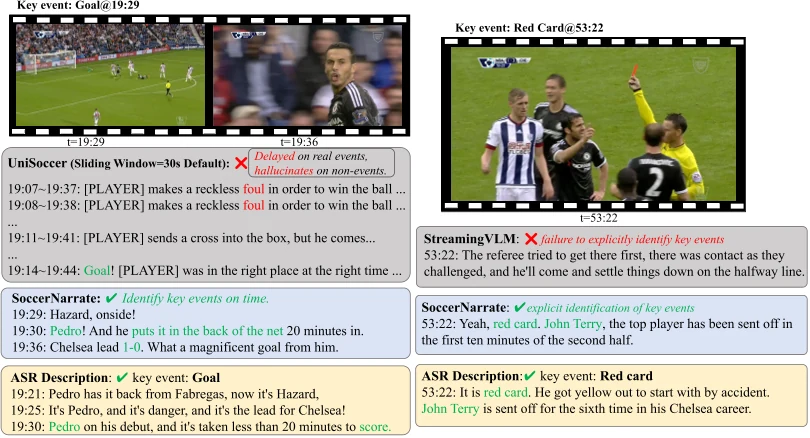 Key event: Goal@19:29
t=19:29
t=19:36
UniSoccer (Sliding Window=30s Default): ❌ Delayed on real events,
hallucinates on non-events.
19:07~19:37: [PLAYER] makes a reckless foul in order to win the ball ...
19:08~19:38: [PLAYER] makes a reckless foul in order to win the ball ...
...
19:11~19:41: [PLAYER] sends a cross into the box, but he comes...
...
19:14~19:44: Goal! [PLAYER] was in the right place at the right time ...
SoccerNarrate: ✔ Identify key events on time.
19:29: Hazard, onside!
19:30: Pedro! And he puts it in the back of the net 20 minutes in.
19:36: Chelsea lead 1-0. What a magnificent goal from him.
ASR Description: ✔ key event: Goal
19:21: Pedro has it back from Fabregas, now it's Hazard,
19:25: It's Pedro, and it's danger, and it's the lead for Chelsea!
19:30: Pedro on his debut, and it's taken less than 20 minutes to score.
Key event: Red Card@53:22
2
t=53:22
StreamingVLM: ❌ failure to explicitly identify key events
53:22: The referee tried to get there first, there was contact as they
challenged, and he'll come and settle things down on the halfway line.
SoccerNarrate: ✔ explicit identification of key events
53:22: Yeah, red card. John Terry, the top player has been sent off in
the first ten minutes of the second half.
ASR Description: ✔ key event: Red card
53:22: It is red card. He got yellow out to start with by accident.
John Terry is sent off for the sixth time in his Chelsea career.